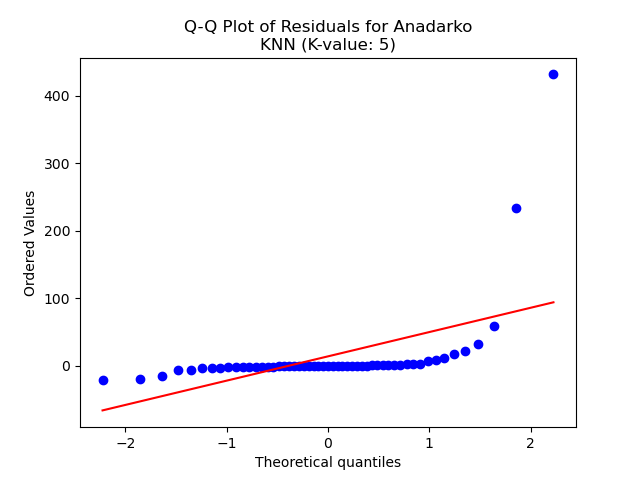 Q-Q Plot of Residuals for Anadarko
KNN (K-value: 5)
Ordered Values
400
300
200
100
0
−2
−1
0
1
2
Theoretical quantiles